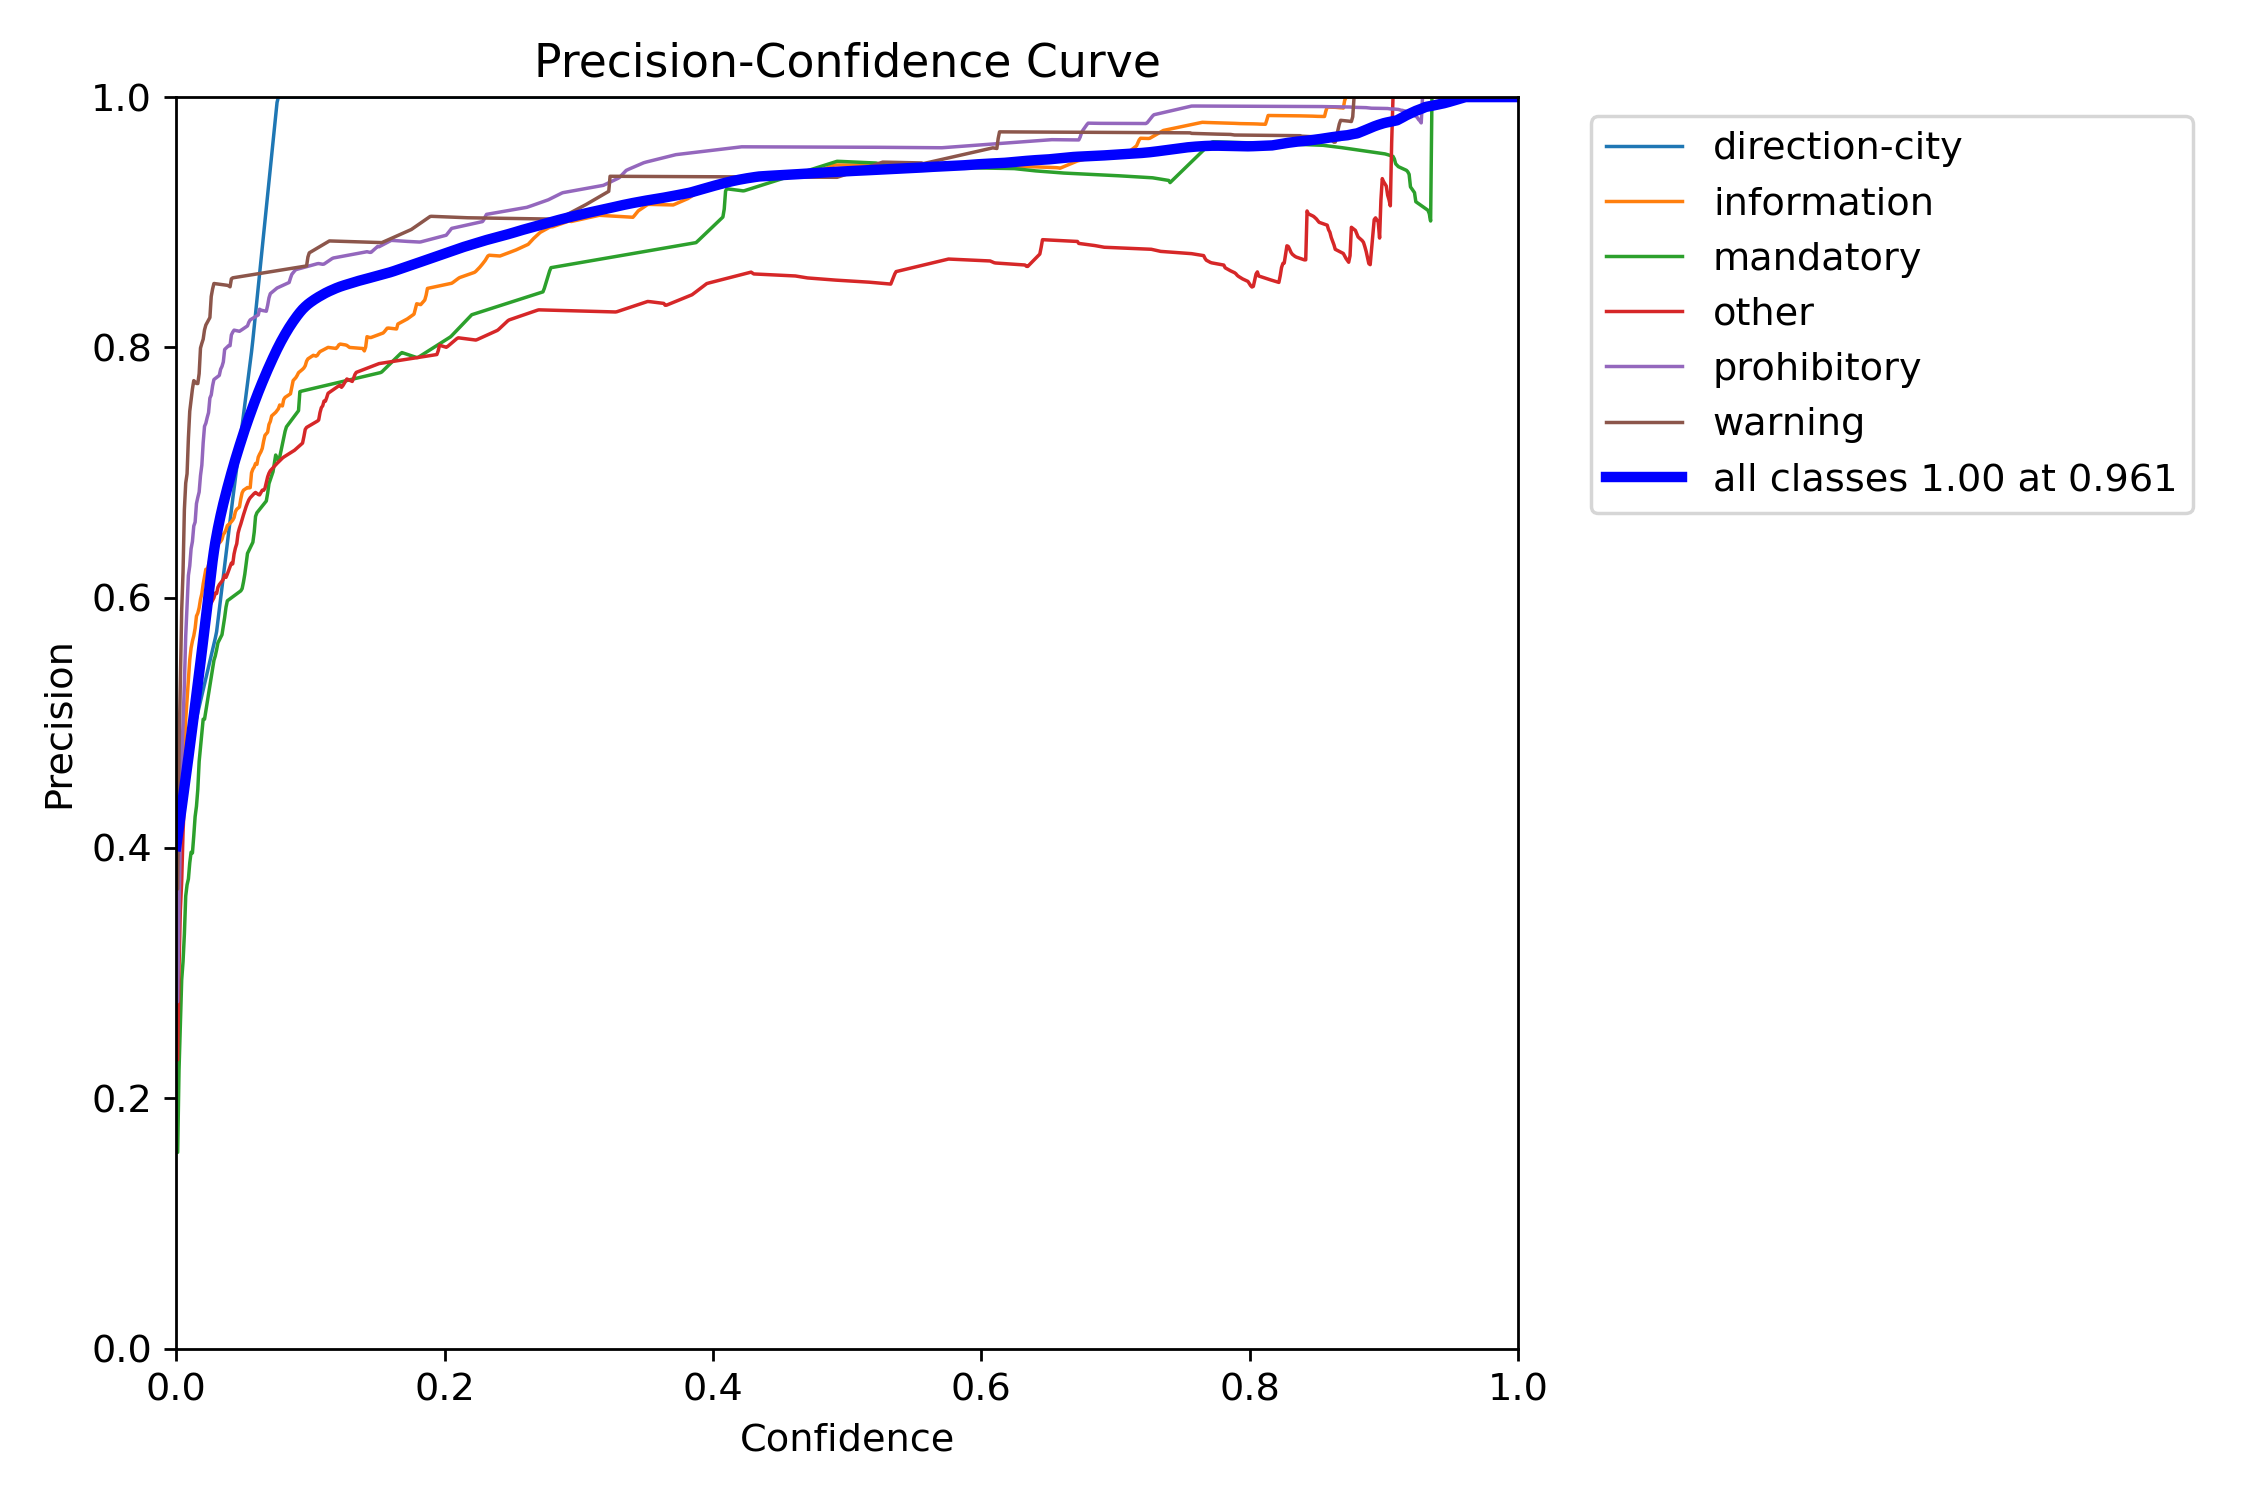 Precision-Confidence Curve
1.0
0.8
0.6
0.4
0.2
0.0
Precision
0.0 0.2 0.4 0.6 0.8 1.0
Confidence
direction-city
information
mandatory
other
prohibitory
warning
all classes 1.00 at 0.961